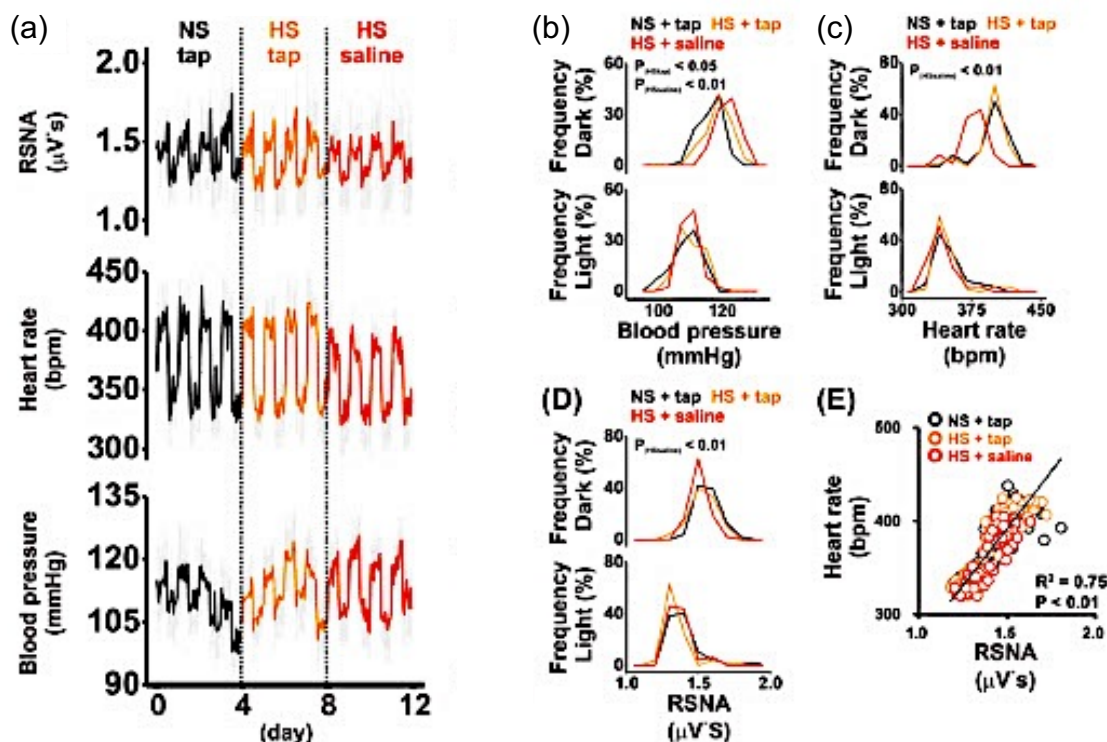 (a)
NS HS HS
tap tap saline
2.0
1.5
1.0
RSNA
(μV·s)
450
400
350
300
Heart rate
(bpm)
135
120
105
90
Blood pressure
(mmHg)
0 4 8 12
(day)
(b)
NS + tap HS + tap
HS + saline
P < 0.05
P < 0.01
60
30
0
Frequency
Dark (%)
60
30
0
Frequency
Light (%)
100 120
Blood pressure
(mmHg)
(c)
NS + tap HS + tap
HS + saline
P < 0.01
80
40
0
Frequency
Dark (%)
80
40
0
Frequency
Light (%)
300 375 450
Heart rate
(bpm)
(D)
NS + tap HS + tap
HS + saline
P < 0.01
80
40
0
Frequency
Dark (%)
80
40
0
Frequency
Light (%)
1.0 1.5 2.0
RSNA
(μV·S)
(E)
NS + tap
HS + tap
HS + saline
500
400
300
Heart rate
(bpm)
R² = 0.75
P < 0.01
1.0 1.5 2.0
RSNA
(μV·s)